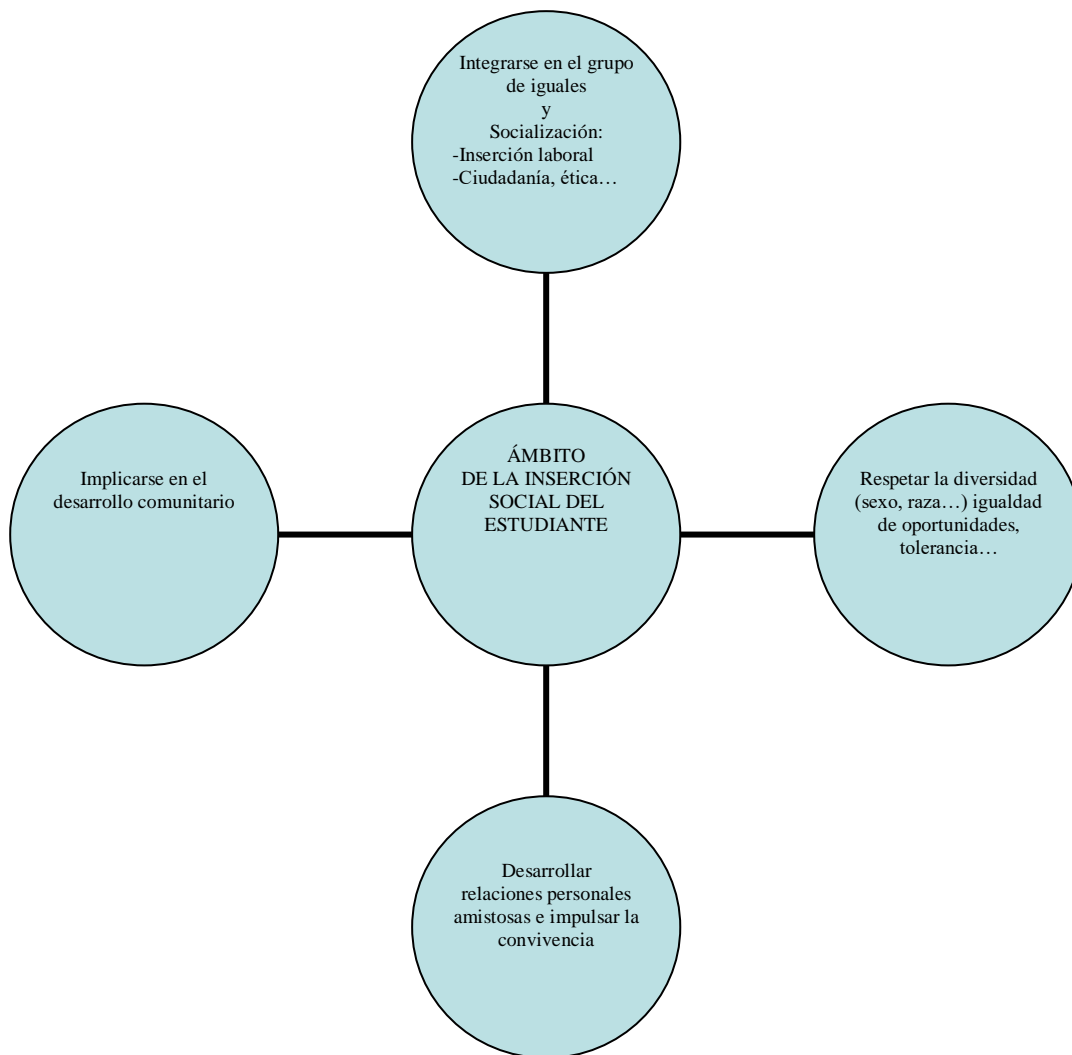 Integrarse en el grupo
de iguales
y
Socialización:
-Inserción laboral
-Ciudadanía, ética…
Implicarse en el
desarrollo comunitario
ÁMBITO
DE LA INSERCIÓN
SOCIAL DEL
ESTUDIANTE
Respetar la diversidad
(sexo, raza…) igualdad
de oportunidades,
tolerancia…
Desarrollar
relaciones personales
amistosas e impulsar la
convivencia